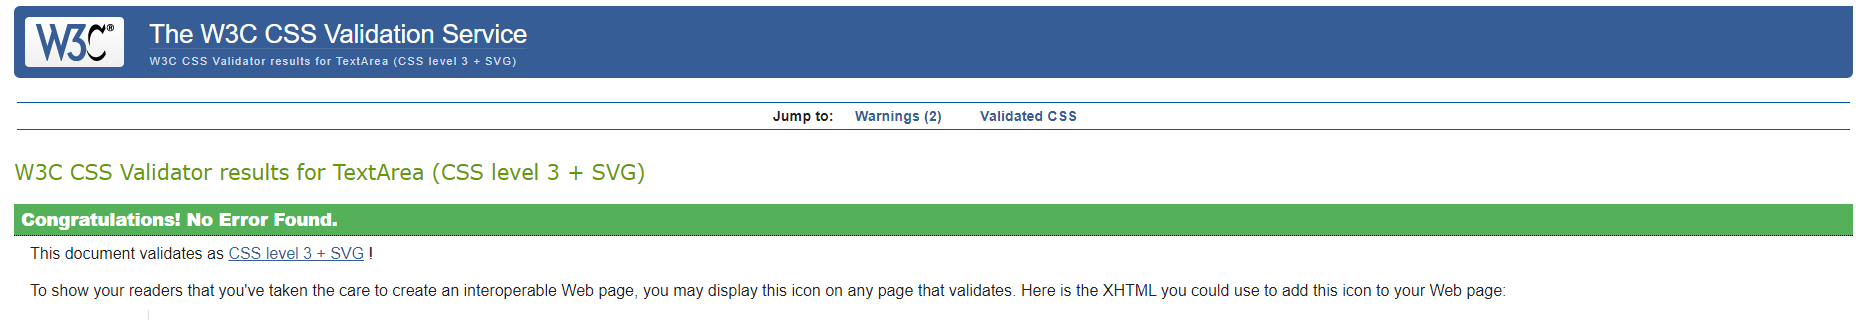 W3C®
The W3C CSS Validation Service
W3C CSS Validator results for TextArea (CSS level 3 + SVG)
Jump to: Warnings (2) Validated CSS
W3C CSS Validator results for TextArea (CSS level 3 + SVG)
Congratulations! No Error Found.
This document validates as CSS level 3 + SVG !
To show your readers that you've taken the care to create an interoperable Web page, you may display this icon on any page that validates. Here is the XHTML you could use to add this icon to your Web page: